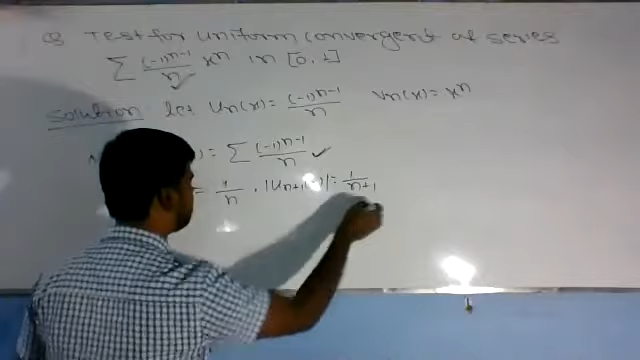 Q Test for uniform convergent of series
∑ (-1)^{n-1}/n x^n in [0, 1]
Solution: let Un(x) = (-1)^{n-1}/n Vn(x) = x^n
) = ∑ (-1)^{n-1}/n ✓
= 1/n . |Un+1 | = 1/n+1